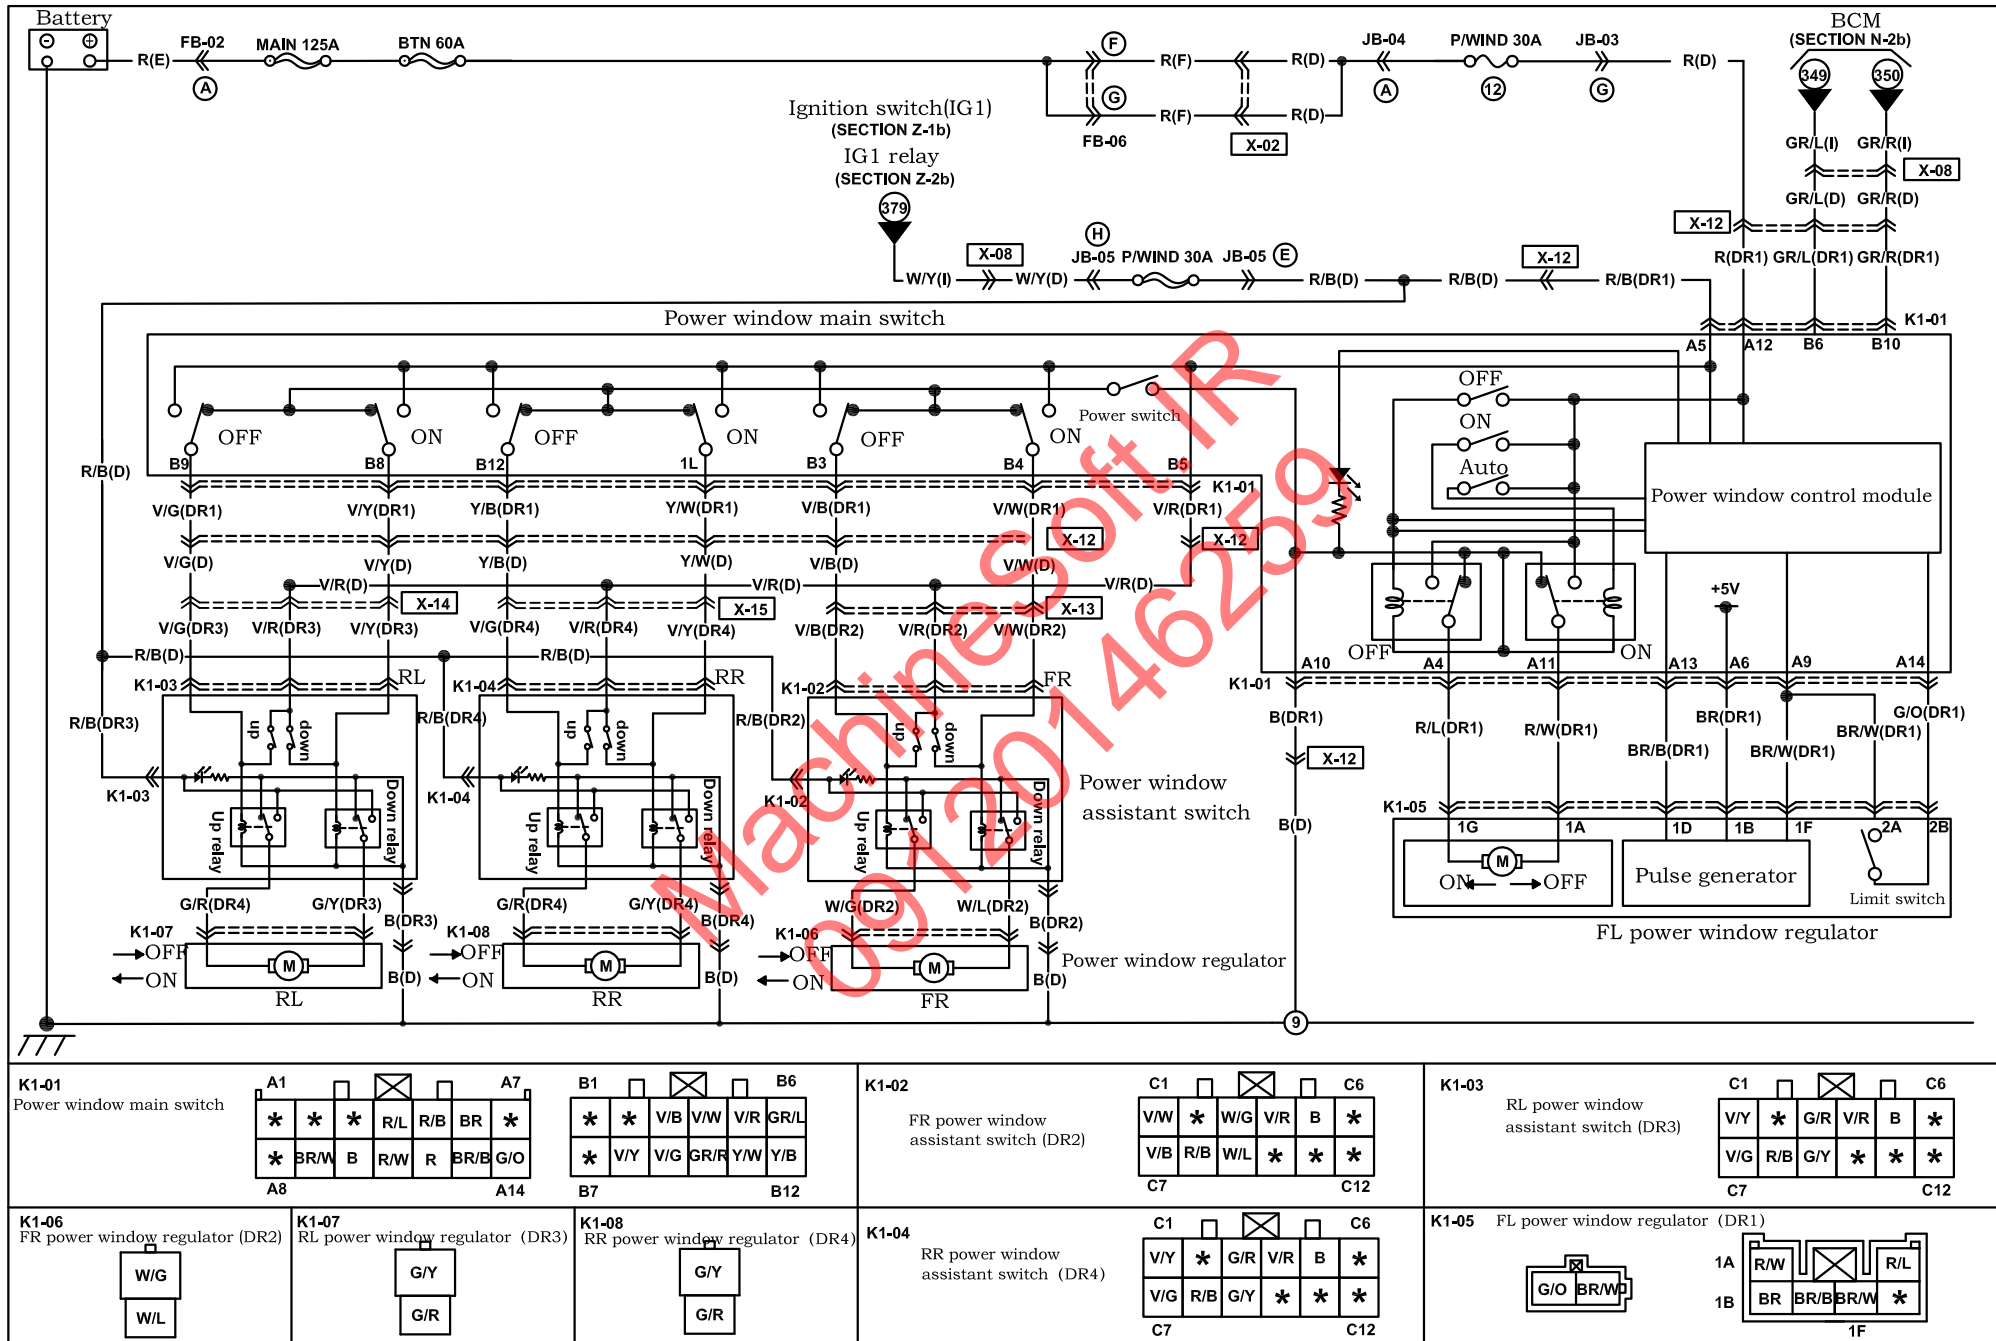 Battery
FB-02
MAIN 125A
BTN 60A
R(E)
A
F
R(F)
R(D)
G
R(F)
R(D)
FB-06
X-02
JB-04
P/WIND 30A
JB-03
A
12
G
R(D)
BCM
(SECTION N-2b)
349
350
GR/L(I)
GR/R(I)
X-08
GR/L(D)
GR/R(D)
X-12
R(DR1)
GR/L(DR1)
GR/R(DR1)
K1-01
Ignition switch(IG1)
(SECTION Z-1b)
IG1 relay
(SECTION Z-2b)
379
W/Y(I)
X-08
W/Y(D)
H
JB-05
P/WIND 30A
JB-05
E
R/B(D)
R/B(D)
X-12
R/B(DR1)
Power window main switch
A5
A12
B6
B10
OFF
ON
OFF
ON
OFF
ON
Power switch
B9
B8
B12
1L
B3
B4
B5
K1-01
OFF
ON
Auto
Power window control module
R/B(D)
V/G(DR1)
V/Y(DR1)
Y/B(DR1)
Y/W(DR1)
V/B(DR1)
V/W(DR1)
V/R(DR1)
X-12
X-12
V/G(D)
V/Y(D)
Y/B(D)
Y/W(D)
V/B(D)
V/W(D)
V/R(D)
V/R(D)
V/R(D)
X-14
X-15
X-13
V/G(DR3)
V/R(DR3)
V/Y(DR3)
V/G(DR4)
V/R(DR4)
V/Y(DR4)
V/B(DR2)
V/R(DR2)
V/W(DR2)
+5V
OFF
ON
R/B(D)
R/B(D)
K1-03
RL
K1-04
RR
K1-02
FR
A10
A4
A11
A13
A6
A9
A14
K1-01
R/B(DR3)
up
down
R/B(DR4)
up
down
R/B(DR2)
up
down
B(DR1)
R/L(DR1)
R/W(DR1)
BR/B(DR1)
BR(DR1)
BR/W(DR1)
BR/W(DR1)
G/O(DR1)
X-12
K1-03
Up relay
Down relay
K1-04
Up relay
Down relay
K1-02
Up relay
Down relay
Power window
assistant switch
B(D)
K1-05
1G
1A
1D
1B
1F
2A
2B
M
ON
OFF
Pulse generator
Limit switch
FL power window regulator
G/R(DR4)
G/Y(DR3)
B(DR3)
G/R(DR4)
G/Y(DR4)
B(DR4)
W/G(DR2)
W/L(DR2)
B(DR2)
K1-07
OFF
ON
M
RL
B(D)
K1-08
OFF
ON
M
RR
B(D)
K1-06
OFF
ON
M
FR
B(D)
Power window regulator
9
MachineSoft.IR
09120146259
K1-01
Power window main switch
A1 A7
* * * R/L R/B BR *
* BR/W B R/W R BR/B G/O
A8 A14
B1 B6
* * V/B V/W V/R GR/L
* V/Y V/G GR/R Y/W Y/B
B7 B12
K1-02
FR power window
assistant switch (DR2)
C1 C6
V/W * W/G V/R B *
V/B R/B W/L * * *
C7 C12
K1-03
RL power window
assistant switch (DR3)
C1 C6
V/Y * G/R V/R B *
V/G R/B G/Y * * *
C7 C12
K1-06
FR power window regulator (DR2)
W/G
W/L
K1-07
RL power window regulator (DR3)
G/Y
G/R
K1-08
RR power window regulator (DR4)
G/Y
G/R
K1-04
RR power window
assistant switch (DR4)
C1 C6
V/Y * G/R V/R B *
V/G R/B G/Y * * *
C7 C12
K1-05 FL power window regulator (DR1)
G/O BR/W
1A R/W R/L
1B BR BR/B BR/W *
1F